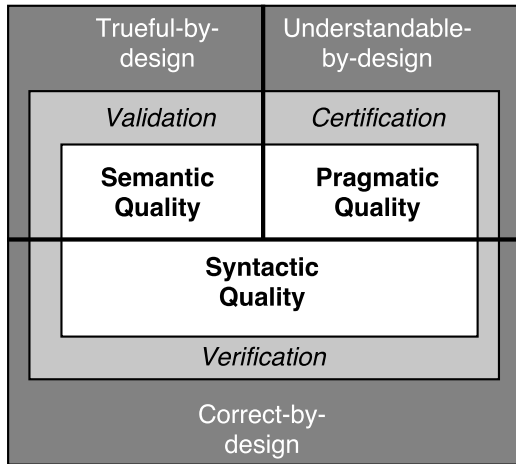 Trueful-by-
design
Understandable-
by-design
Validation
Certification
Semantic
Quality
Pragmatic
Quality
Syntactic
Quality
Verification
Correct-by-
design